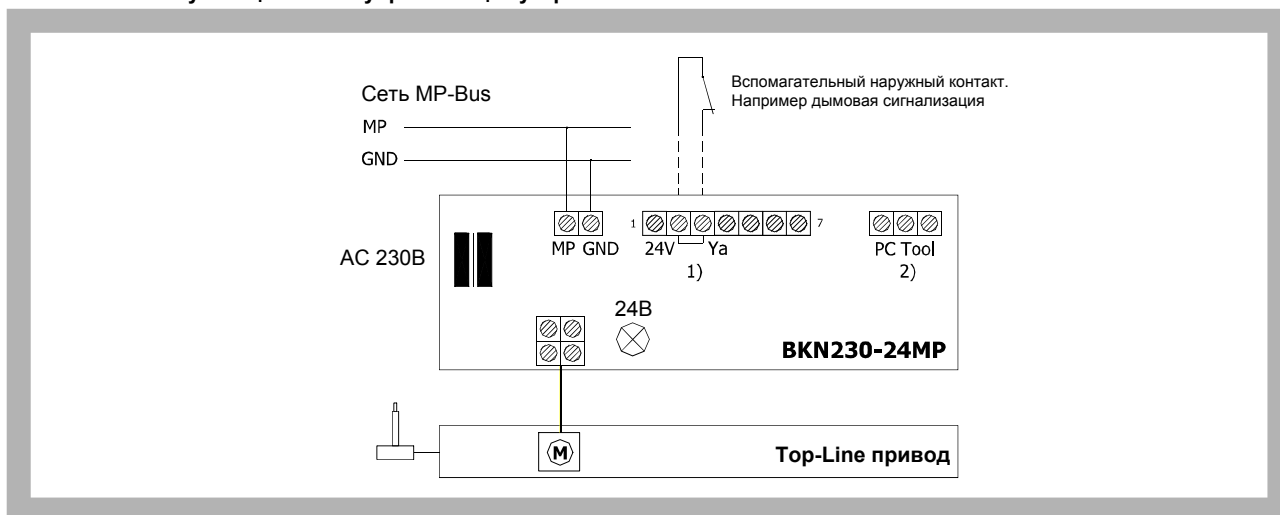 Сеть MP-Bus
MP
GND
Вспомагательный наружный контакт.
Например дымовая сигнализация
AC 230В
MP GND
1
7
24V
Ya
1)
PC Tool
2)
24В
BKN230-24MP
M
Top-Line привод